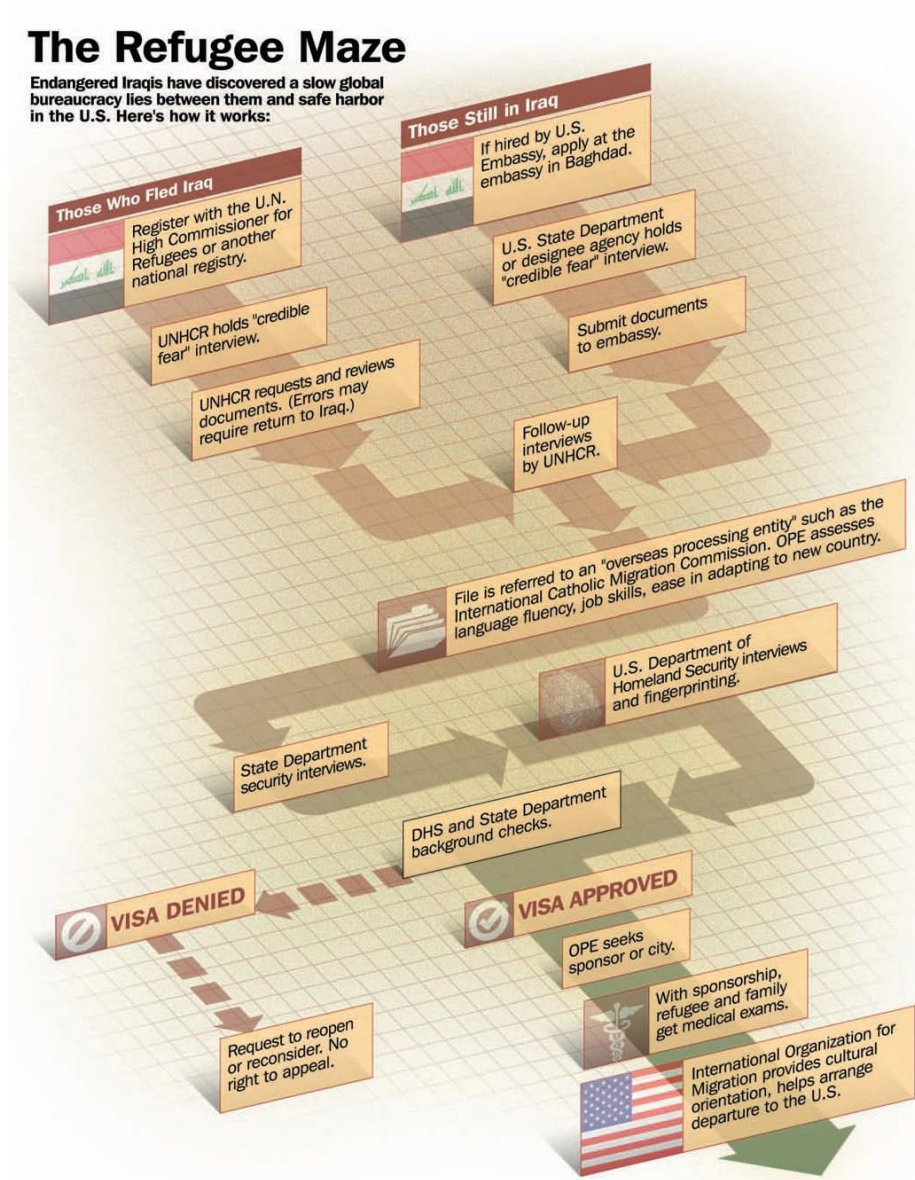 The Refugee Maze
Endangered Iraqis have discovered a slow global
bureaucracy lies between them and safe harbor
in the U.S. Here's how it works:
Those Who Fled Iraq
Register with the U.N.
High Commissioner for
Refugees or another
national registry.
UNHCR holds "credible
fear" interview.
UNHCR requests and reviews
documents. (Errors may
require return to Iraq.)
Those Still in Iraq
If hired by U.S.
Embassy, apply at the
embassy in Baghdad.
U.S. State Department
or designee agency holds
"credible fear" interview.
Submit documents
to embassy.
Follow-up
interviews
by UNHCR.
File is referred to an "overseas processing entity" such as the
International Catholic Migration Commission. OPE assesses
language fluency, job skills, ease in adapting to new country.
State Department
security interviews.
U.S. Department of
Homeland Security interviews
and fingerprinting.
DHS and State Department
background checks.
VISA DENIED
Request to reopen
or reconsider. No
right to appeal.
VISA APPROVED
OPE seeks
sponsor or city.
With sponsorship,
refugee and family
get medical exams.
International Organization for
Migration provides cultural
orientation, helps arrange
departure to the U.S.